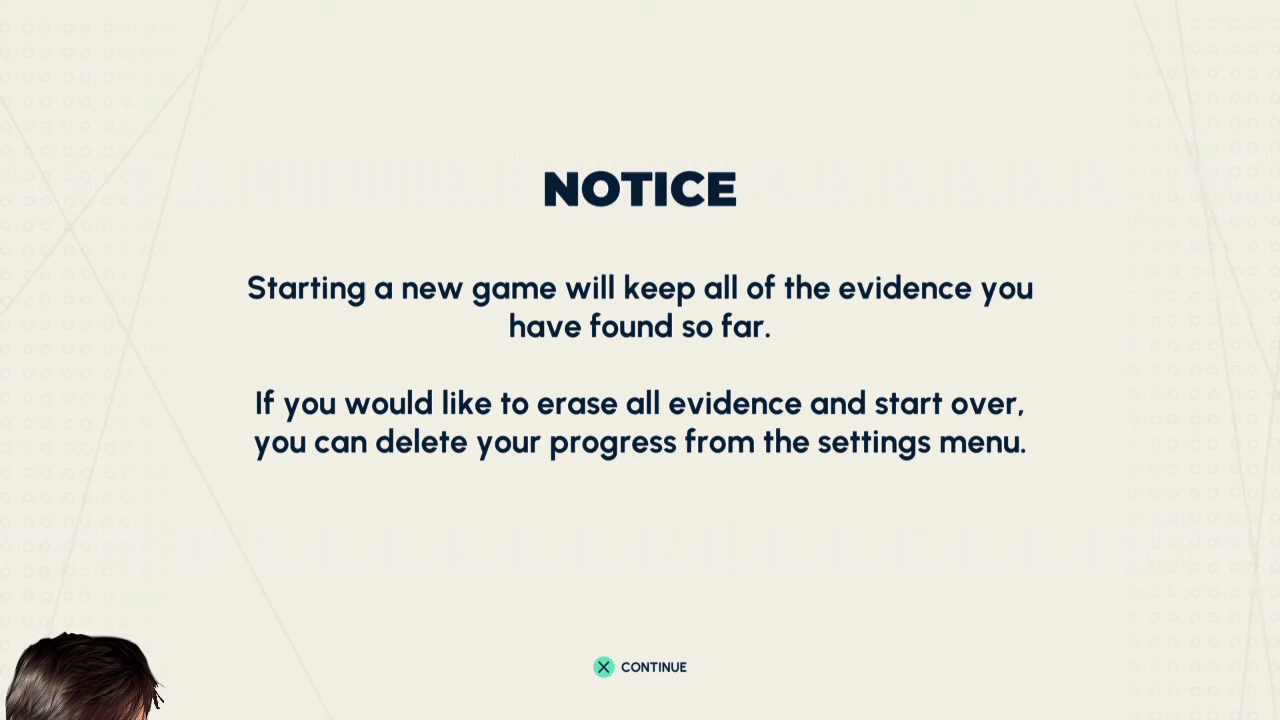 NOTICE
Starting a new game will keep all of the evidence you
have found so far.
If you would like to erase all evidence and start over,
you can delete your progress from the settings menu.
CONTINUE